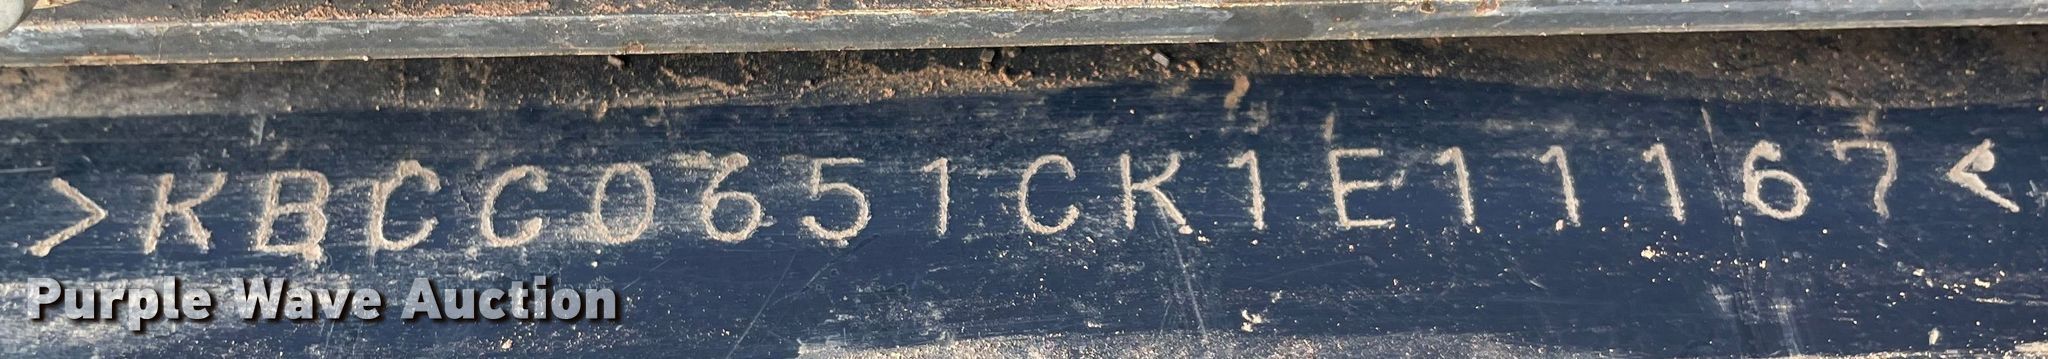 >KBCC0651CK1E11167<
Purple Wave Auction